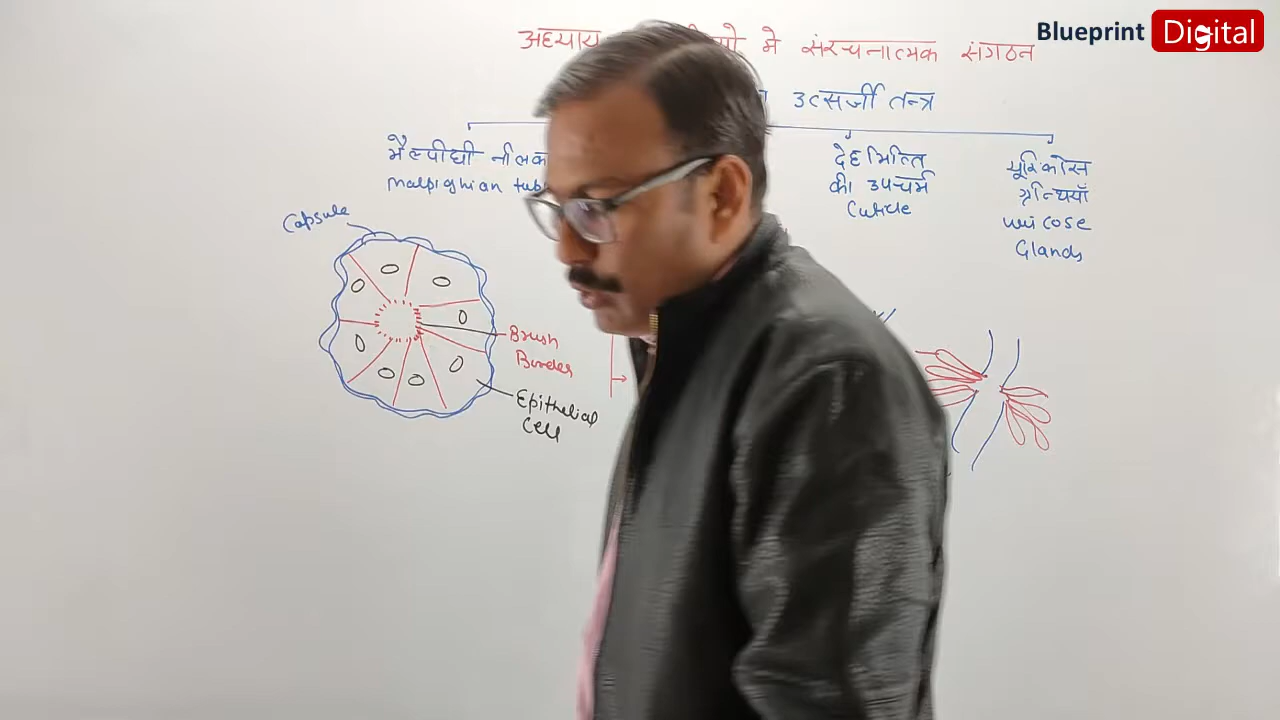 Blueprint Digital
अध्याय में संरचनात्मक संगठन
उत्सर्जी तन्त्र
मैल्पीघी
देहभित्ति
की उपचर्म
Cuticle
यूरिकोस
ग्रन्थियाँ
uricose
Glands
malpighian tub
Capsule
Brush
Border
Epithelial
Cell